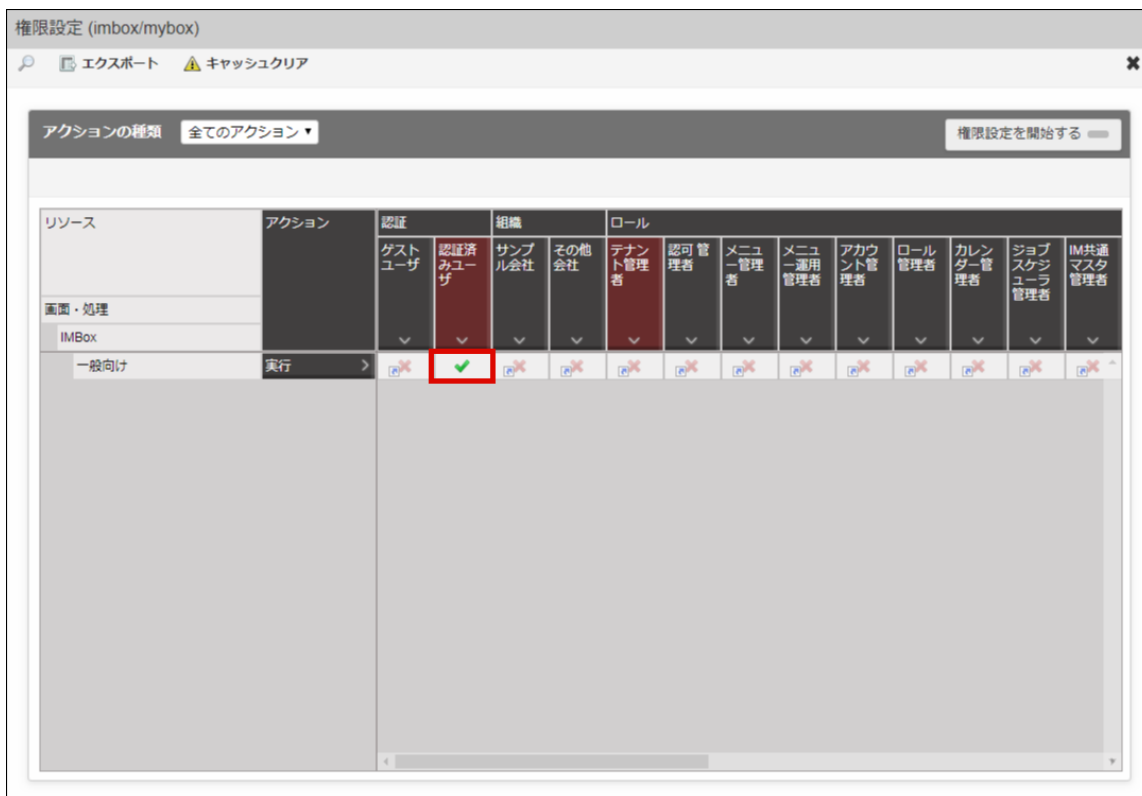 権限設定 (imbox/mybox)
エクスポート キャッシュクリア
アクションの種類 全てのアクション 権限設定を開始する
リソース アクション 認証 組織 ロール
ゲストユーザ 認証済みユーザ サンプル会社 その他会社 テナント管理者 認可 管理者 メニュー管理者 メニュー運用管理者 アカウント管理者 ロール管理者 カレンダー管理者 ジョブスケジューラ管理者 IM共通マスタ管理者
画面・処理
IMBox
一般向け 実行